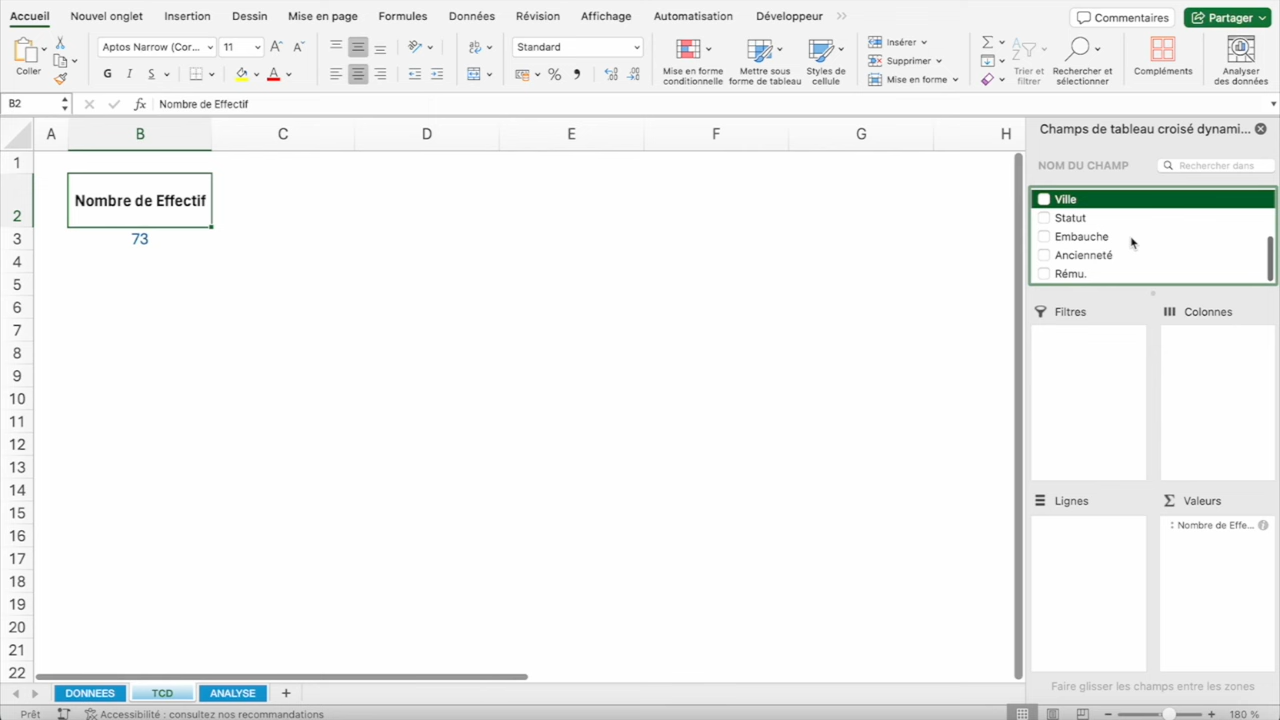 Accueil Nouvel onglet Insertion Dessin Mise en page Formules Données Révision Affichage Automatisation Développeur >> Commentaires Partager
Coller
Aptos Narrow (Cor... 11
G I S
Standard
Mise en forme conditionnelle
Mettre sous forme de tableau
Styles de cellule
Insérer
Supprimer
Mise en forme
Trier et filtrer
Rechercher et sélectionner
Compléments
Analyser des données
B2 fx Nombre de Effectif
A B C D E F G H
1
2 Nombre de Effectif
3 73
4
5
6
7
8
9
10
11
12
13
14
15
16
17
18
19
20
21
22
Champs de tableau croisé dynami...
NOM DU CHAMP Rechercher dans
Ville
Statut
Embauche
Ancienneté
Rému.
Filtres Colonnes
Lignes Valeurs
Nombre de Effe...
Faire glisser les champs entre les zones
DONNEES TCD ANALYSE +
Prêt Accessibilité : consultez nos recommandations 180 %